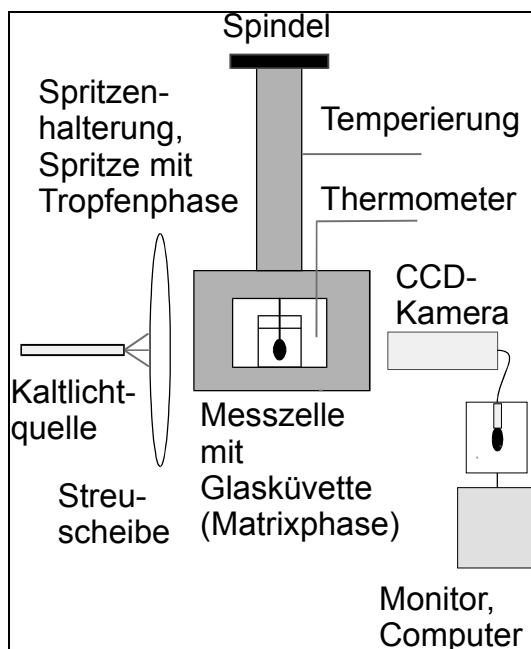 Spindel
Spritzen-
halterung,
Spritze mit
Tropfenphase
Temperierung
Thermometer
CCD-
Kamera
Kaltlicht-
quelle
Streu-
scheibe
Messzelle
mit
Glasküvette
(Matrixphase)
Monitor,
Computer